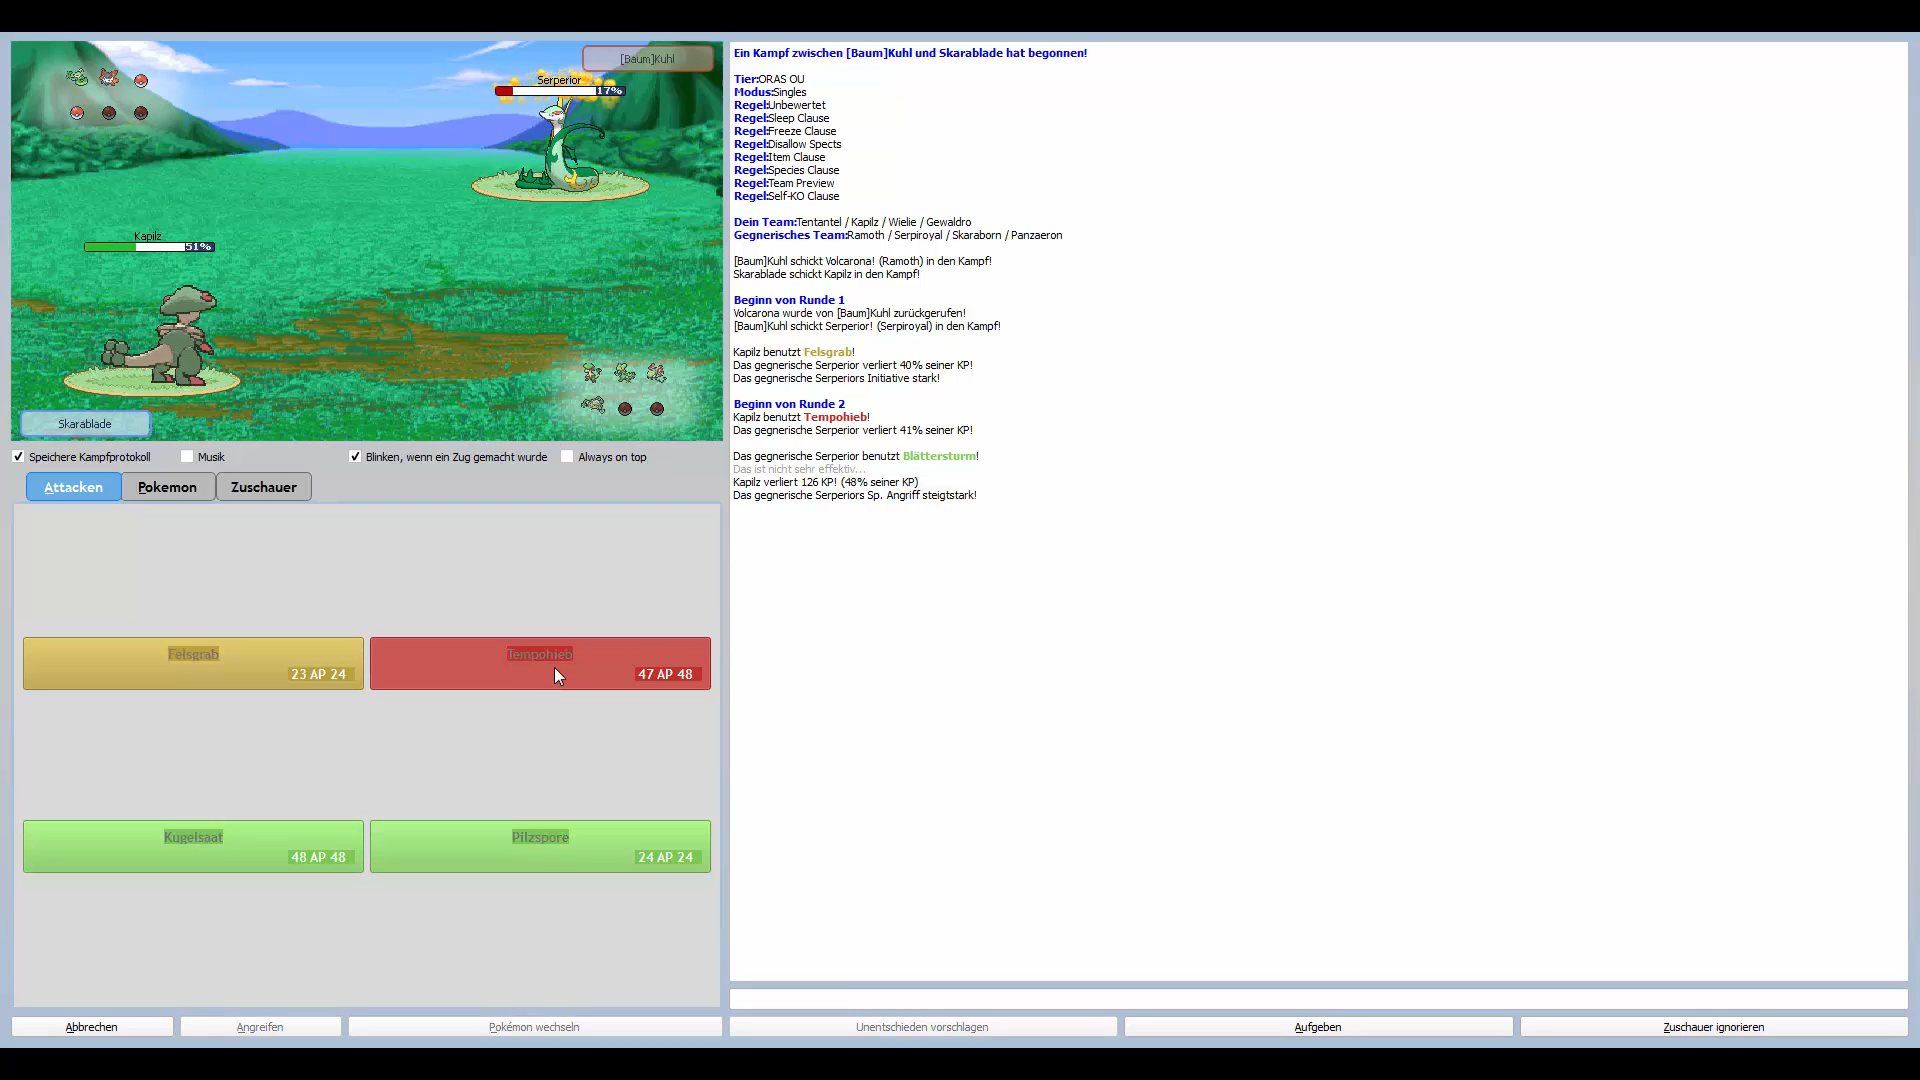 [Baum]Kuhl
Serperior
17%
Kapilz
51%
Skarablade
Speichere Kampfprotokoll
Musik
Blinken, wenn ein Zug gemacht wurde
Always on top
Attacken
Pokemon
Zuschauer
Felsgrab
23 AP 24
Tempohieb
47 AP 48
Kugelsaat
48 AP 48
Pilzspore
24 AP 24
Abbrechen
Angreifen
Pokémon wechseln
Ein Kampf zwischen [Baum]Kuhl und Skarablade hat begonnen!
Tier:ORAS OU
Modus:Singles
Regel:Unbewertet
Regel:Sleep Clause
Regel:Freeze Clause
Regel:Disallow Spects
Regel:Item Clause
Regel:Species Clause
Regel:Team Preview
Regel:Self-KO Clause
Dein Team:Tentantel / Kapilz / Wielie / Gewaldro
Gegnerisches Team:Ramoth / Serpiroyal / Skaraborn / Panzaeron
[Baum]Kuhl schickt Volcarona! (Ramoth) in den Kampf!
Skarablade schickt Kapilz in den Kampf!
Beginn von Runde 1
Volcarona wurde von [Baum]Kuhl zurückgerufen!
[Baum]Kuhl schickt Serperior! (Serpiroyal) in den Kampf!
Kapilz benutzt Felsgrab!
Das gegnerische Serperior verliert 40% seiner KP!
Das gegnerische Serperiors Initiative stark!
Beginn von Runde 2
Kapilz benutzt Tempohieb!
Das gegnerische Serperior verliert 41% seiner KP!
Das gegnerische Serperior benutzt Blättersturm!
Das ist nicht sehr effektiv...
Kapilz verliert 126 KP! (48% seiner KP)
Das gegnerische Serperiors Sp. Angriff steigtstark!
Unentschieden vorschlagen
Aufgeben
Zuschauer ignorieren